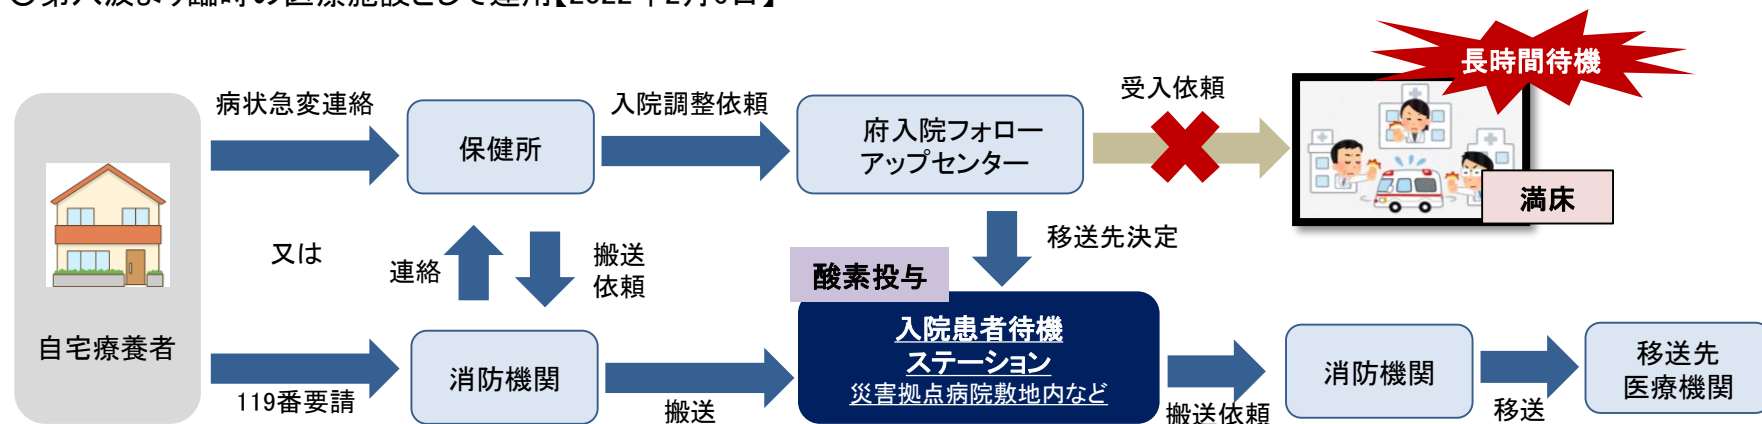 長時間待機
病状急変連絡
入院調整依頼
受入依頼
保健所
府入院フォロー
アップセンター
満床
又は
連絡
搬送
依頼
移送先決定
酸素投与
自宅療養者
119番要請
消防機関
搬送
入院患者待機
ステーション
災害拠点病院敷地内など
搬送依頼
消防機関
移送
移送先
医療機関